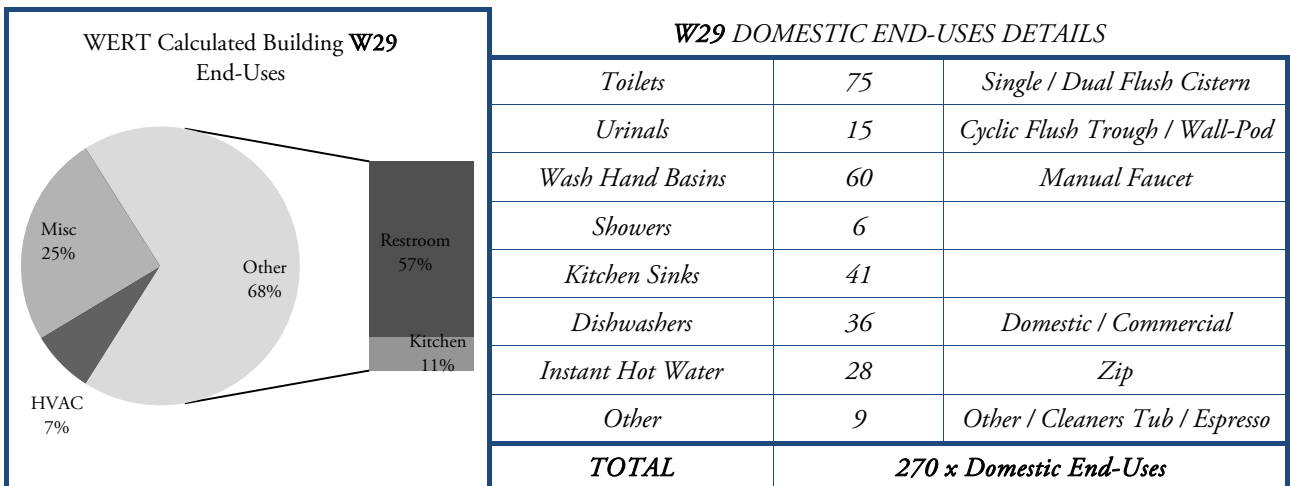 WERT Calculated Building W29
End-Uses
Misc
25%
Other
68%
HVAC
7%
Restroom
57%
Kitchen
11%
W29 DOMESTIC END-USES DETAILS
Toilets 75 Single / Dual Flush Cistern
Urinals 15 Cyclic Flush Trough / Wall-Pod
Wash Hand Basins 60 Manual Faucet
Showers 6
Kitchen Sinks 41
Dishwashers 36 Domestic / Commercial
Instant Hot Water 28 Zip
Other 9 Other / Cleaners Tub / Espresso
TOTAL 270 x Domestic End-Uses